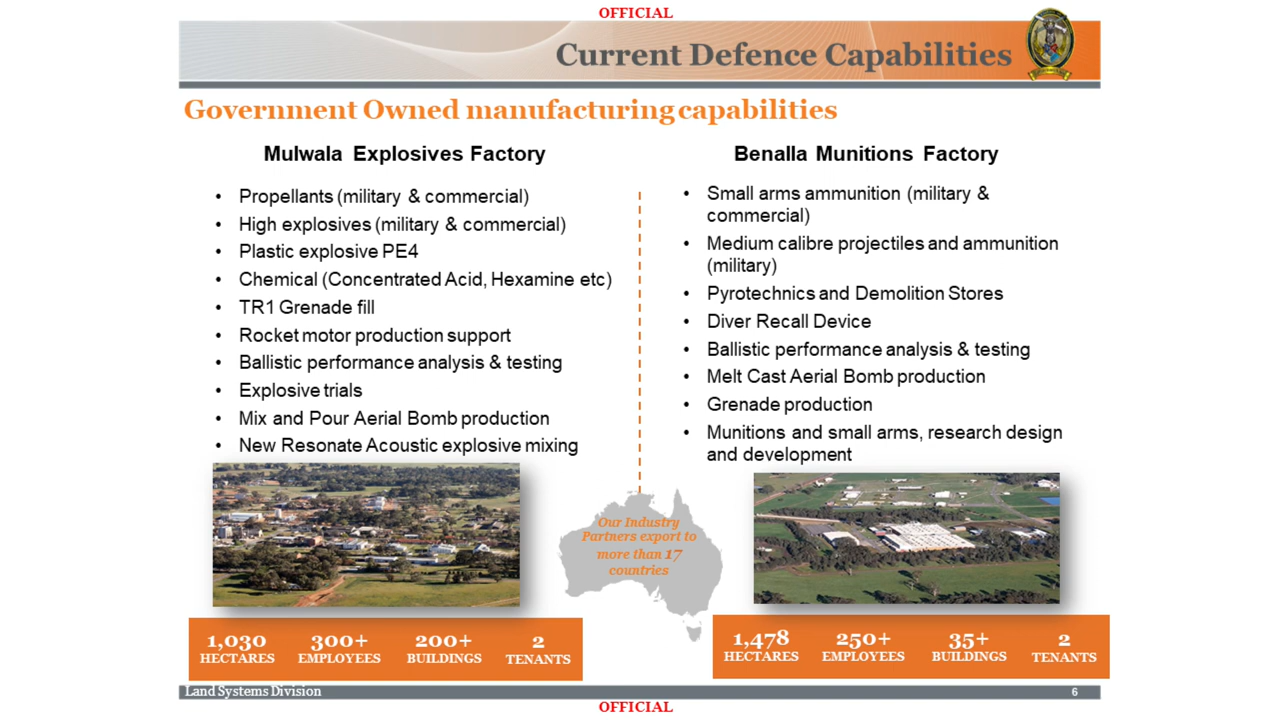 OFFICIAL
Current Defence Capabilities
Government Owned manufacturing capabilities
Mulwala Explosives Factory
• Propellants (military & commercial)
• High explosives (military & commercial)
• Plastic explosive PE4
• Chemical (Concentrated Acid, Hexamine etc)
• TR1 Grenade fill
• Rocket motor production support
• Ballistic performance analysis & testing
• Explosive trials
• Mix and Pour Aerial Bomb production
• New Resonate Acoustic explosive mixing
Benalla Munitions Factory
• Small arms ammunition (military &
commercial)
• Medium calibre projectiles and ammunition
(military)
• Pyrotechnics and Demolition Stores
• Diver Recall Device
• Ballistic performance analysis & testing
• Melt Cast Aerial Bomb production
• Grenade production
• Munitions and small arms, research design
and development
Our Industry
Partners export to
more than 17
countries
1,030 300+ 200+ 2
HECTARES EMPLOYEES BUILDINGS TENANTS
1,478 250+ 35+ 2
HECTARES EMPLOYEES BUILDINGS TENANTS
Land Systems Division 6
OFFICIAL